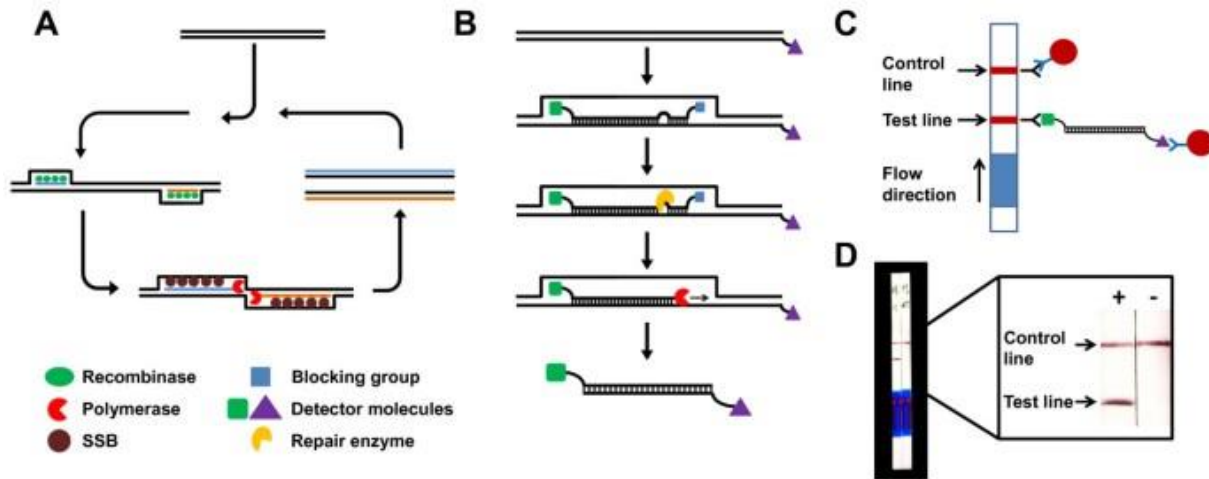 A
B
C
Control
line
Test line
Flow
direction
D
+ -
Control
line
Test line
Recombinase
Polymerase
SSB
Blocking group
Detector molecules
Repair enzyme